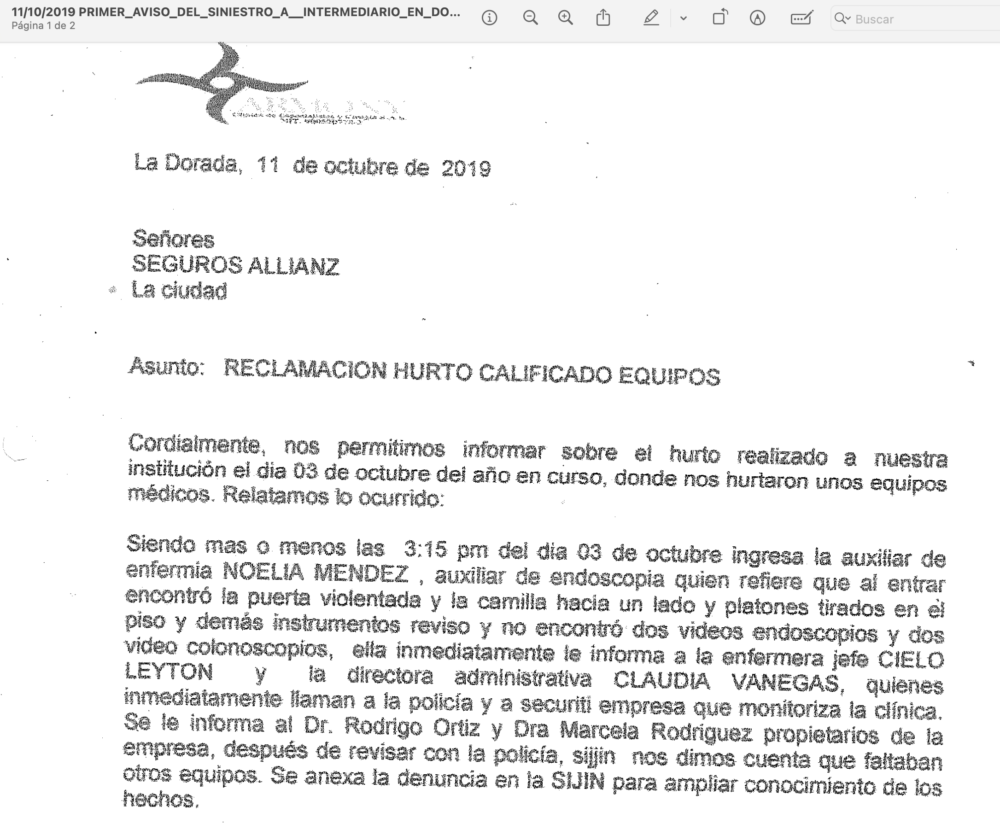 11/10/2019 PRIMER_AVISO_DEL_SINIESTRO_A__INTERMEDIARIO_EN_DO...
Página 1 de 2
Buscar
La Dorada, 11 de octubre de 2019
Señores
SEGUROS ALLIANZ
La ciudad
Asunto: RECLAMACION HURTO CALIFICADO EQUIPOS
Cordialmente, nos permitimos informar sobre el hurto realizado a nuestra
institución el dia 03 de octubre del año en curso, donde nos hurtaron unos equipos
médicos. Relatamos lo ocurrido:
Siendo mas o menos las 3:15 pm del dia 03 de octubre ingresa la auxiliar de
enfermia NOELIA MENDEZ , auxiliar de endoscopia quien refiere que al entrar
encontró la puerta violentada y la camilla hacia un lado y platones tirados en el
piso y demás instrumentos reviso y no encontró dos videos endoscopios y dos
video colonoscopios, ella inmediatamente le informa a la enfermera jefe CIELO
LEYTON y la directora administrativa CLAUDIA VANEGAS, quienes
inmediatamente llaman a la policía y a securiti empresa que monitoriza la clínica.
Se le informa al Dr. Rodrigo Ortiz y Dra Marcela Rodriguez propietarios de la
empresa, después de revisar con la policía, sijjin nos dimos cuenta que faltaban
otros equipos. Se anexa la denuncia en la SIJIN para ampliar conocimiento de los
hechos.